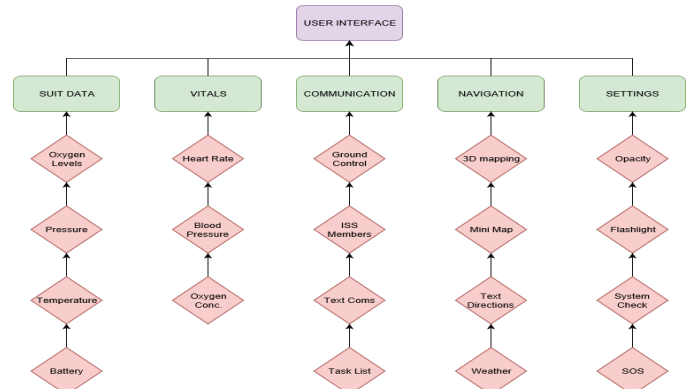 USER INTERFACE
SUIT DATA
VITALS
COMMUNICATION
NAVIGATION
SETTINGS
Oxygen
Levels
Heart Rate
Ground
Control
3D mapping
Opacity
Pressure
Blood
Pressure
ISS
Members
Mini Map
Flashlight
Temperature
Oxygen
Conc.
Text Coms
Text
Directions
System
Check
Battery
Task List
Weather
SOS